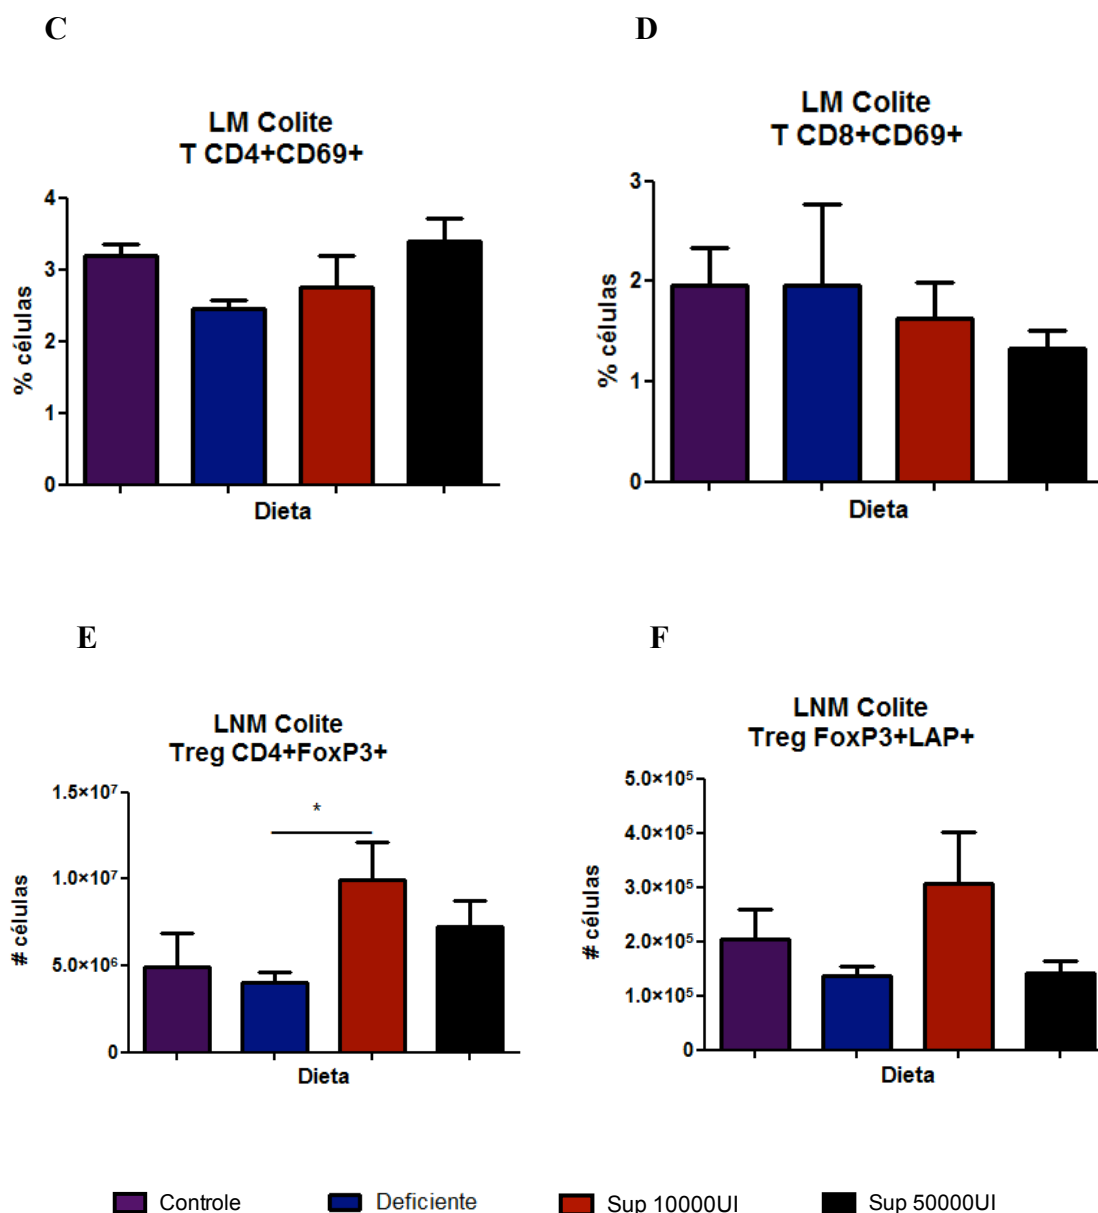 C
D
LM Colite
T CD4+CD69+
4
3
2
1
0
% células
Dieta
LM Colite
T CD8+CD69+
3
2
1
0
% células
Dieta
E
F
LNM Colite
Treg CD4+FoxP3+
1.5×10⁷
1.0×10⁷
5.0×10⁶
0
# células
*
Dieta
LNM Colite
Treg FoxP3+LAP+
5.0×10⁵
4.0×10⁵
3.0×10⁵
2.0×10⁵
1.0×10⁵
0
# células
Dieta
Controle
Deficiente
Sup 10000UI
Sup 50000UI